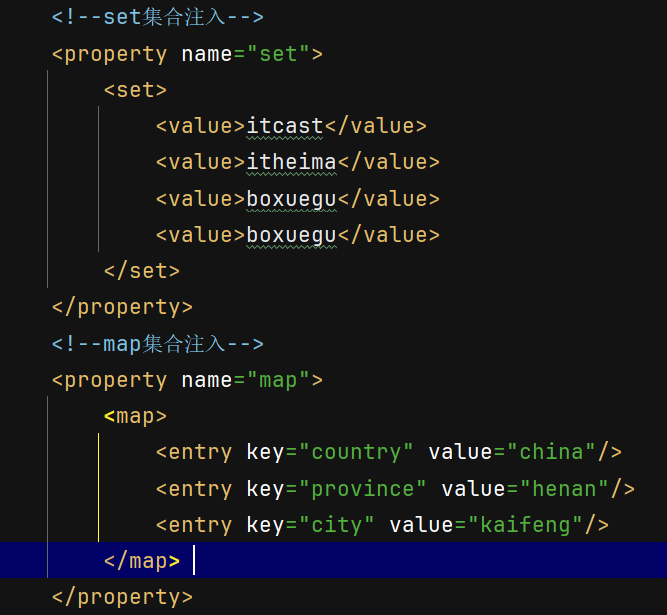 <!--set集合注入-->
<property name="set">
<set>
<value>itcast</value>
<value>itheima</value>
<value>boxuegu</value>
<value>boxuegu</value>
</set>
</property>
<!--map集合注入-->
<property name="map">
<map>
<entry key="country" value="china"/>
<entry key="province" value="henan"/>
<entry key="city" value="kaifeng"/>
</map>
</property>